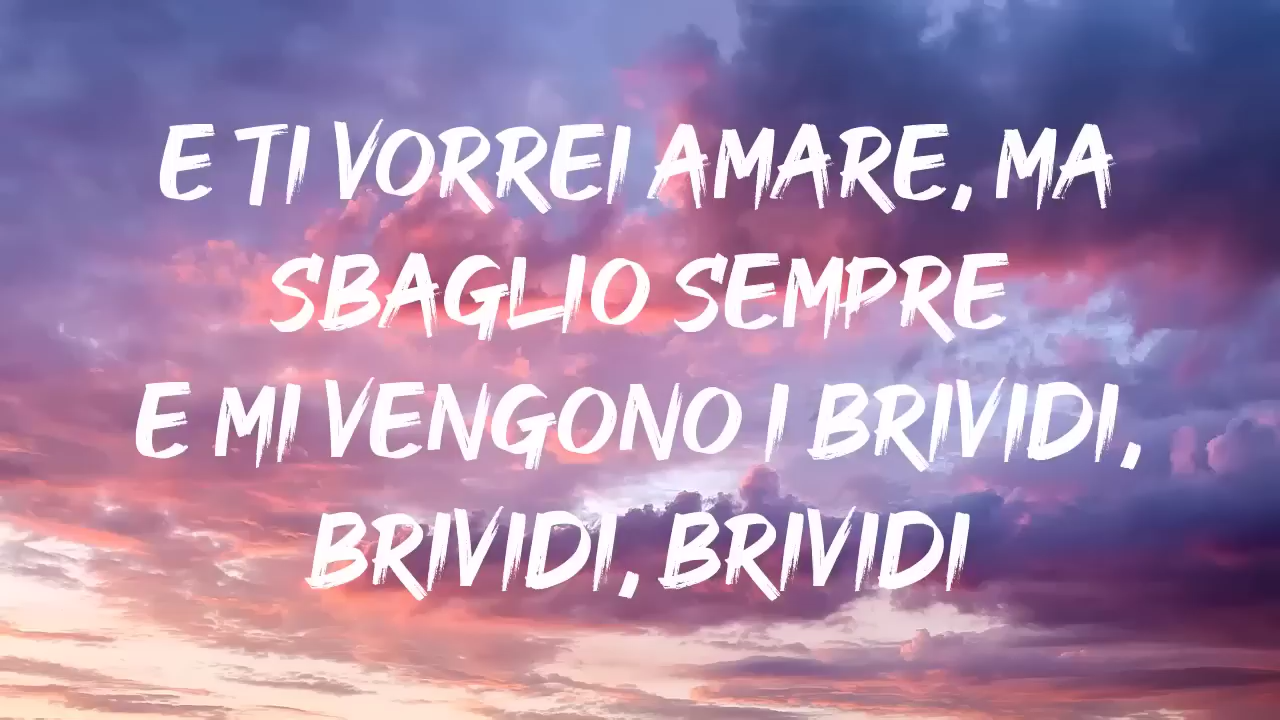 E TI VORREI AMARE, MA
SBAGLIO SEMPRE
E MI VENGONO I BRIVIDI,
BRIVIDI, BRIVIDI